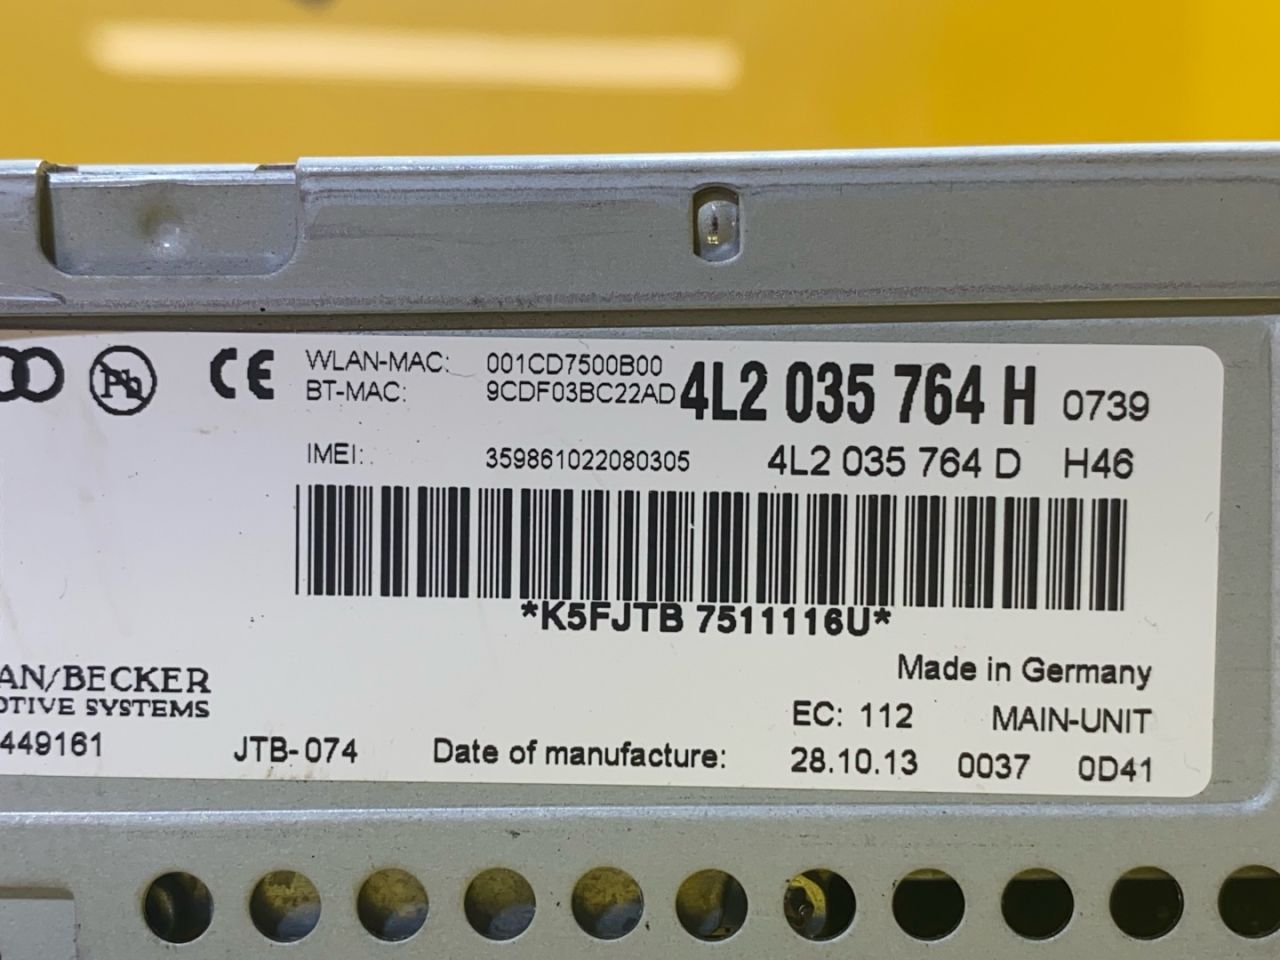 WLAN-MAC: 001CD7500B00
BT-MAC: 9CDF03BC22AD 4L2 035 764 H 0739
IMEI: 359861022080305 4L2 035 764 D H46
*K5FJTB 7511116U*
Made in Germany
AN/BECKER
EC: 112 MAIN-UNIT
OTIVE SYSTEMS
449161 JTB-074 Date of manufacture: 28.10.13 0037 0D41
Pb
CE